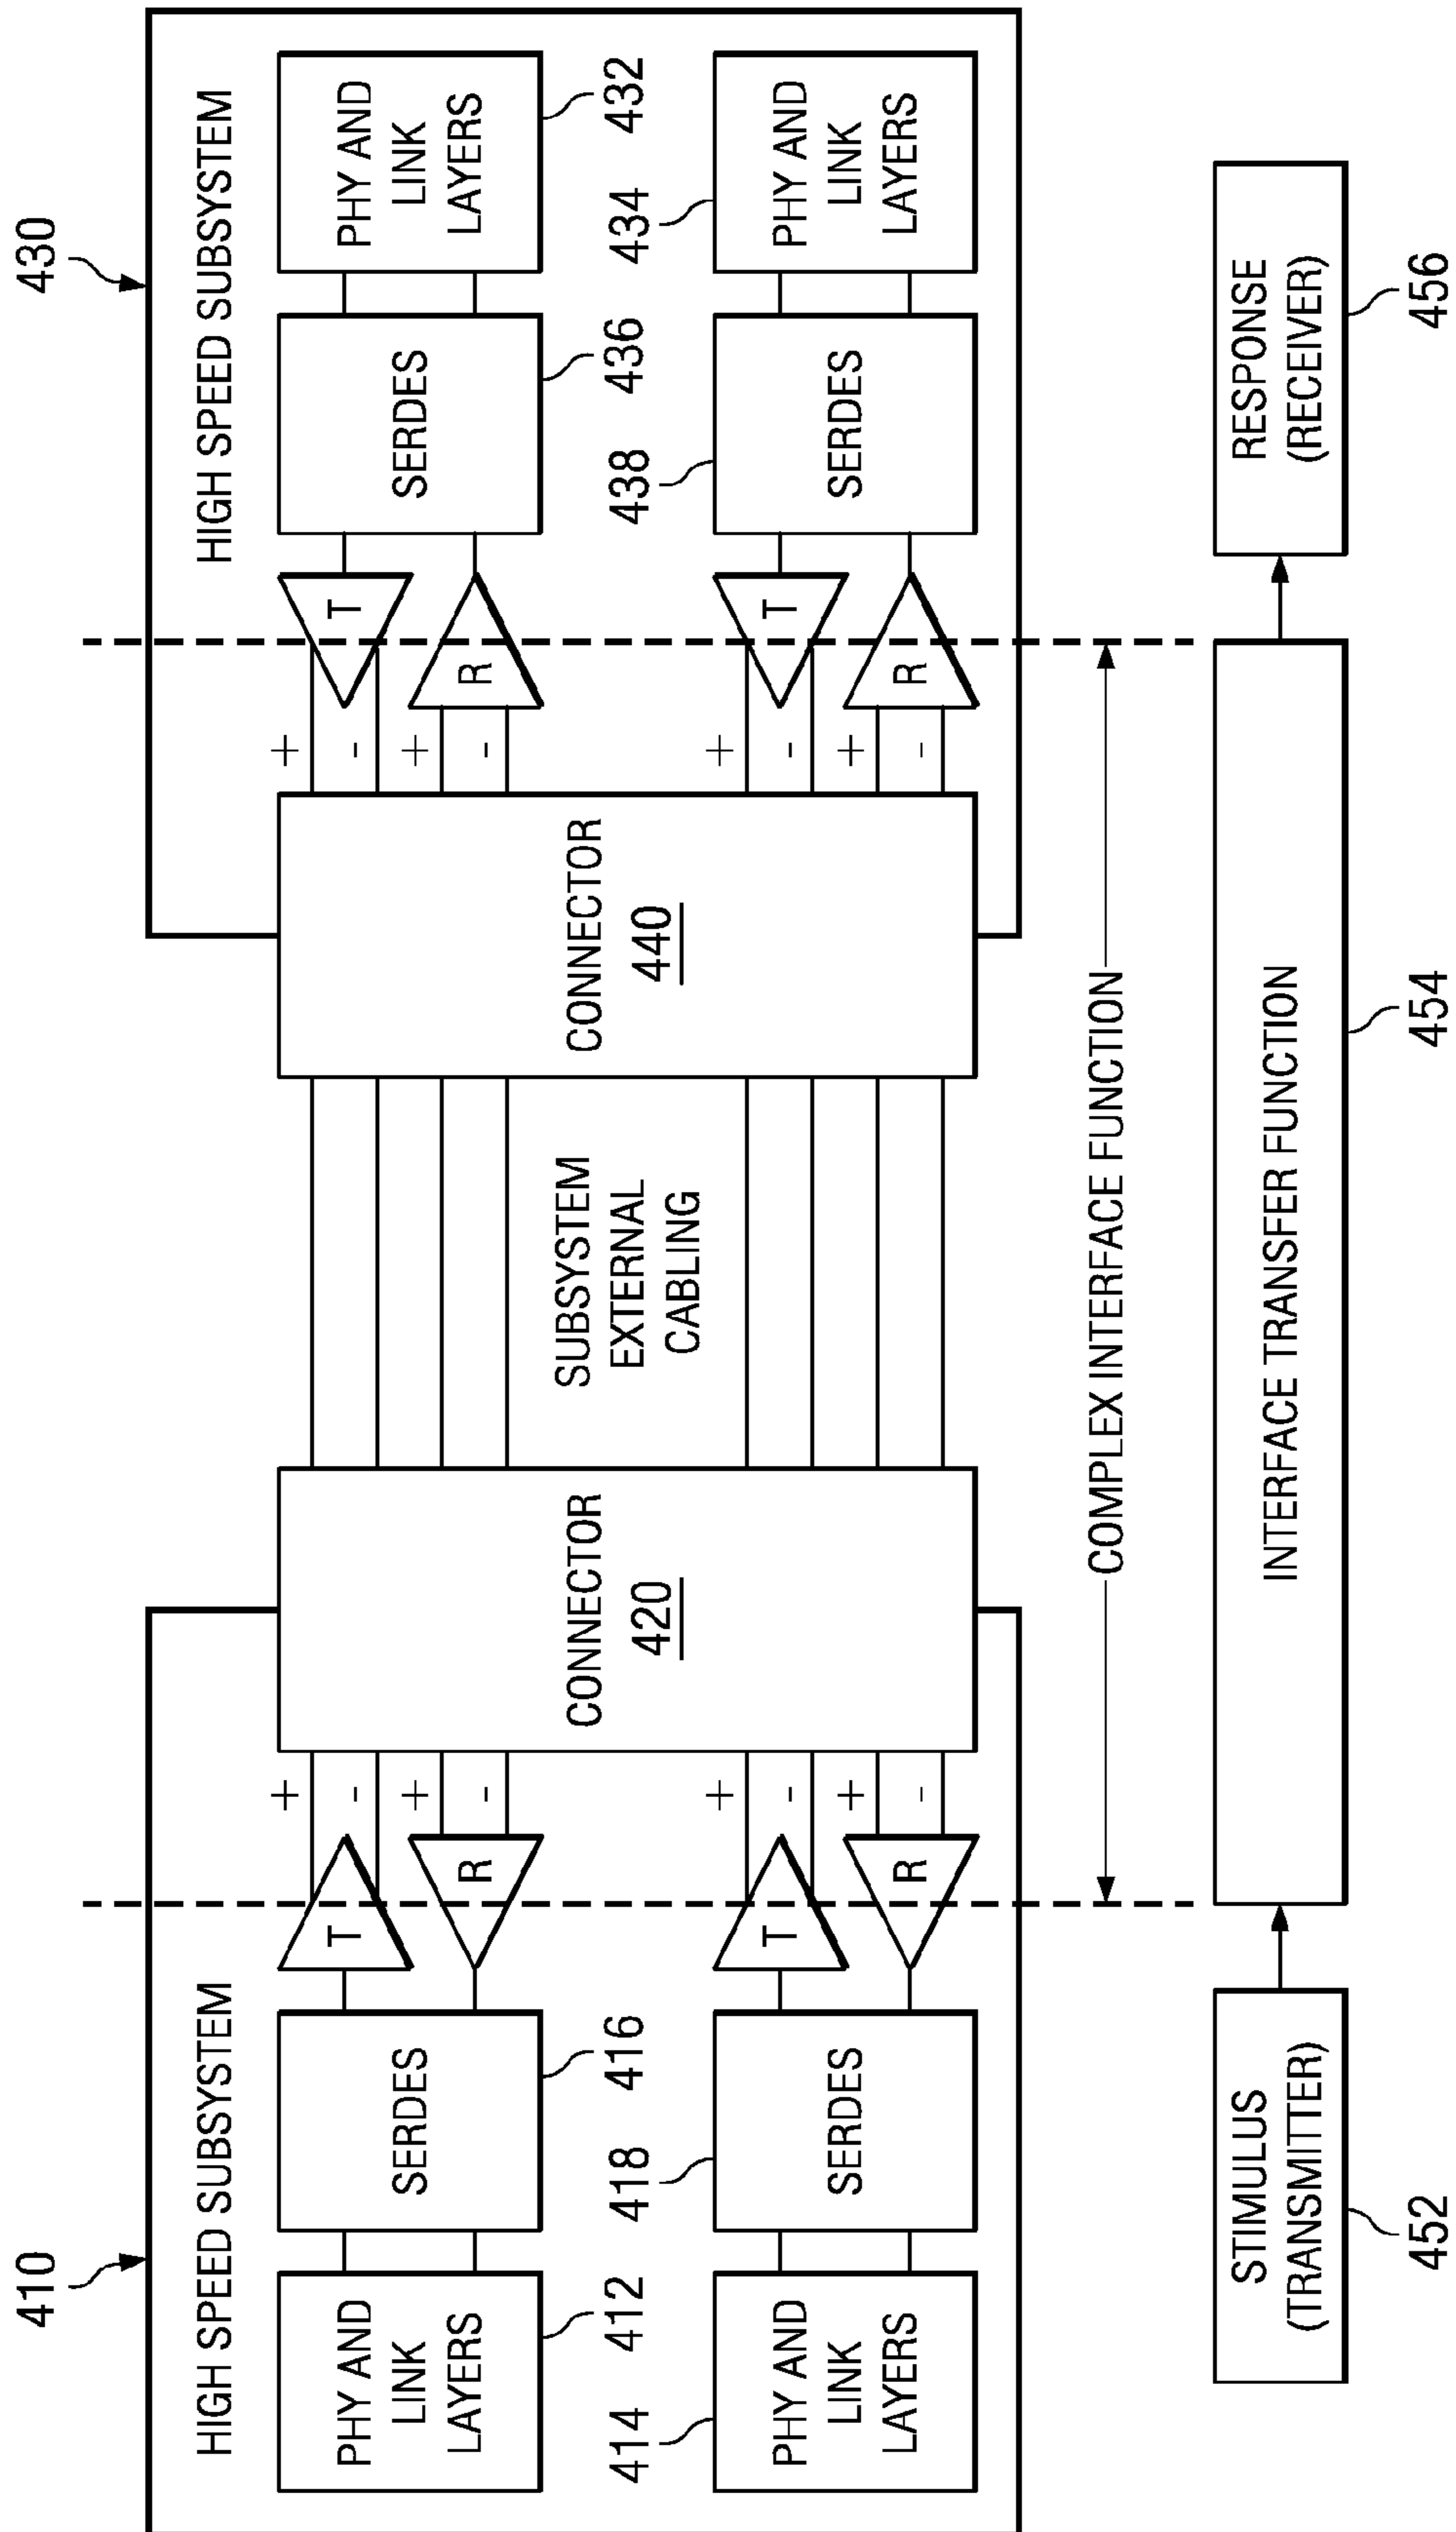 410
HIGH SPEED SUBSYSTEM
PHY AND
LINK
LAYERS
412
SERDES
416
T
R
+
-
+
-
PHY AND
LINK
LAYERS
414
SERDES
418
T
R
+
-
+
-
CONNECTOR
420
SUBSYSTEM
EXTERNAL
CABLING
CONNECTOR
440
430
HIGH SPEED SUBSYSTEM
+
-
+
-
T
R
SERDES
436
PHY AND
LINK
LAYERS
432
+
-
+
-
T
R
SERDES
438
PHY AND
LINK
LAYERS
434
COMPLEX INTERFACE FUNCTION
STIMULUS
(TRANSMITTER)
452
INTERFACE TRANSFER FUNCTION
454
RESPONSE
(RECEIVER)
456